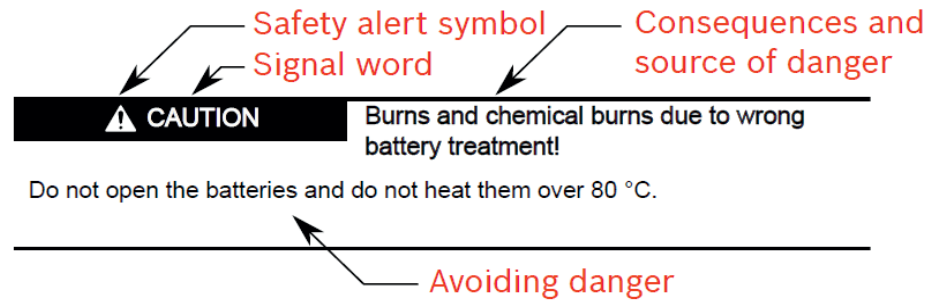 Safety alert symbol
Consequences and
Signal word
source of danger
CAUTION
Burns and chemical burns due to wrong
battery treatment!
Do not open the batteries and do not heat them over 80 °C.
Avoiding danger